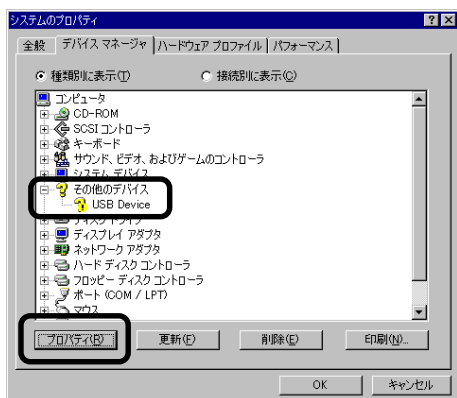 システムのプロパティ
全般 デバイス マネージャ ハードウェア プロファイル パフォーマンス
種類別に表示(T) 接続別に表示(C)
コンピュータ
CD-ROM
SCSI コントローラ
キーボード
サウンド、ビデオ、およびゲームのコントローラ
システム デバイス
その他のデバイス
USB Device
ディスク ドライブ
ディスプレイ アダプタ
ネットワーク アダプタ
ハード ディスク コントローラ
フロッピー ディスク コントローラ
ポート (COM / LPT)
マウス
プロパティ(R) 更新(F) 削除(E) 印刷(N)...
OK キャンセル